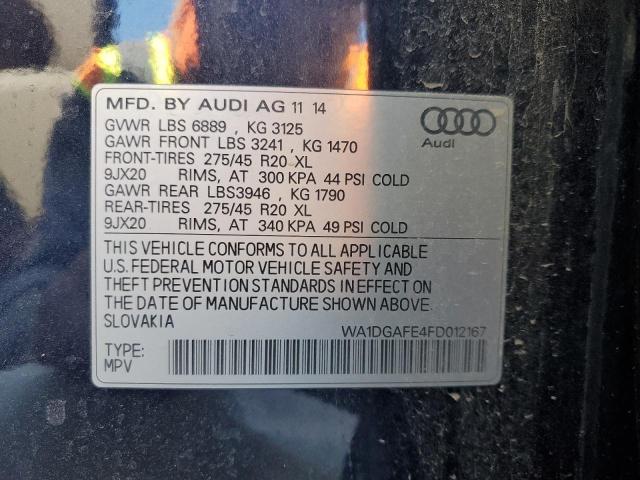 MFD. BY AUDI AG 11 14
GVWR LBS 6889 , KG 3125
GAWR FRONT LBS 3241 , KG 1470
FRONT-TIRES 275/45 R20 XL
9JX20 RIMS, AT 300 KPA 44 PSI COLD
GAWR REAR LBS3946 , KG 1790
REAR-TIRES 275/45 R20 XL
9JX20 RIMS, AT 340 KPA 49 PSI COLD
Audi
THIS VEHICLE CONFORMS TO ALL APPLICABLE
U.S. FEDERAL MOTOR VEHICLE SAFETY AND
THEFT PREVENTION STANDARDS IN EFFECT ON
THE DATE OF MANUFACTURE SHOWN ABOVE.
SLOVAKIA
WA1DGAFE4FD012167
TYPE:
MPV